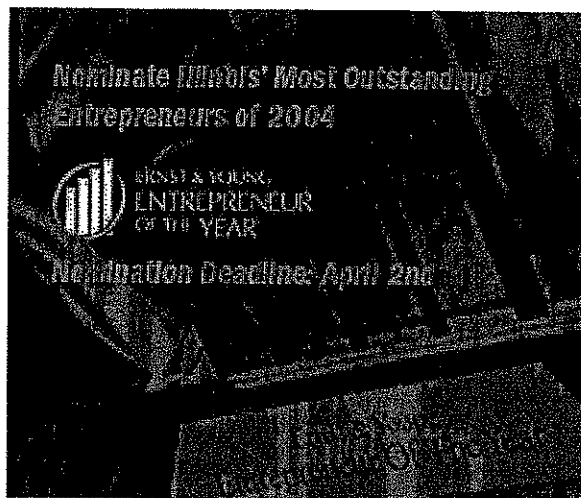 Nominate Illinois' Most Outstanding
Entrepreneurs of 2004
ERNST & YOUNG
ENTREPRENEUR
OF THE YEAR
Nomination Deadline: April 2nd